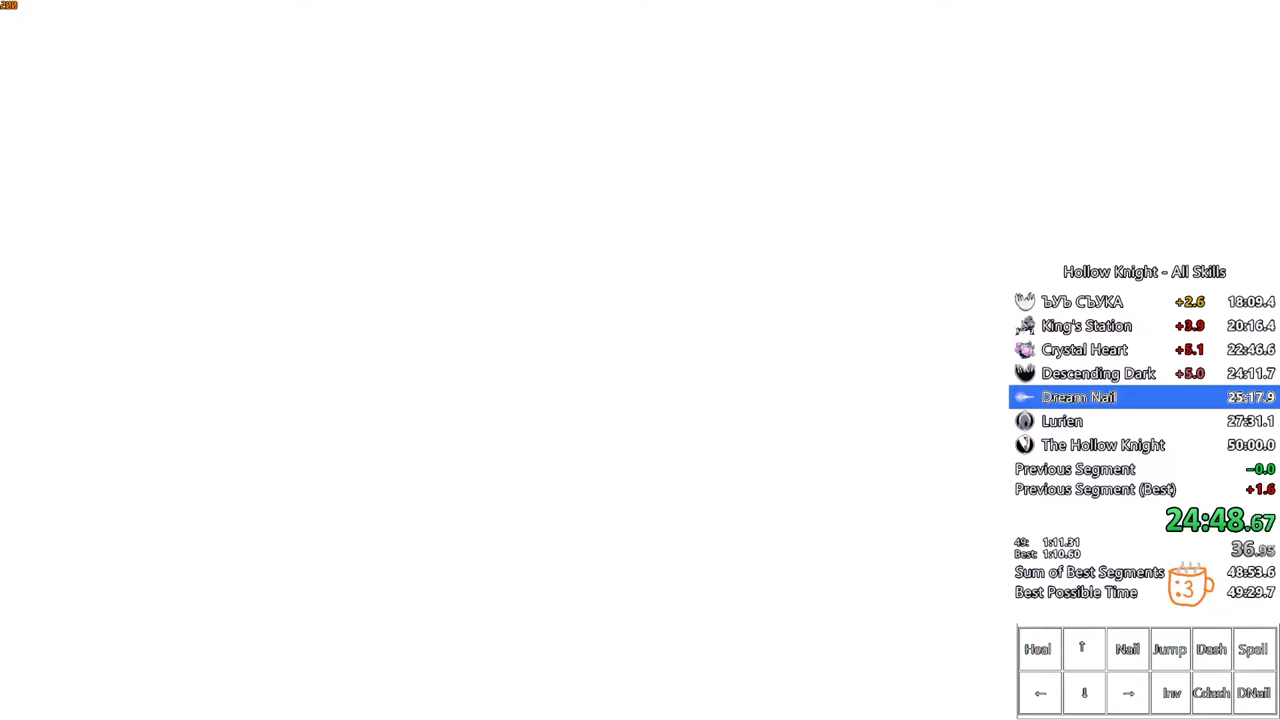 200
Hollow Knight - All Skills
ЪУЪ СЪУКА +2.6 18:09.4
King's Station +3.9 20:16.4
Crystal Heart +5.1 22:46.6
Descending Dark +5.0 24:11.7
Dream Nail 25:17.9
Lurien 27:31.1
The Hollow Knight 50:00.0
Previous Segment −0.0
Previous Segment (Best) +1.6
24:48.67
49: 1:11.31
Best: 1:10.60 36.95
Sum of Best Segments :3 48:53.6
Best Possible Time 49:29.7
Heal ↑ Nail Jump Dash Spell
← ↓ → Inv Cdash DNail